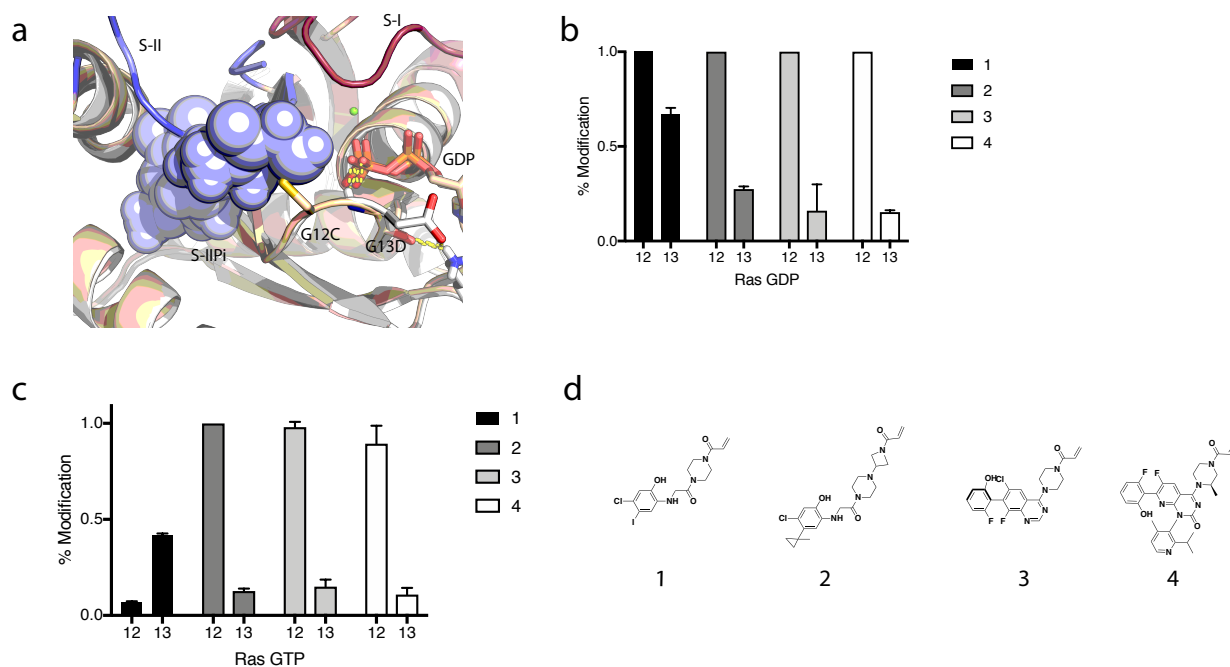 a
S-II
S-I
GDP
G12C
G13D
S-IIPi
b
% Modification
1.0
0.5
0.0
12 13 12 13 12 13 12 13
Ras GDP
1
2
3
4
c
% Modification
1.0
0.5
0.0
12 13 12 13 12 13 12 13
Ras GTP
1
2
3
4
d
O
N
N
O
NH
OH
Cl
I
1
O
N
N
N
O
NH
OH
Cl
2
O
N
N
OH
Cl
F
F
N
N
3
O
N
N
F
F
OH
N
N
N
O
N
4